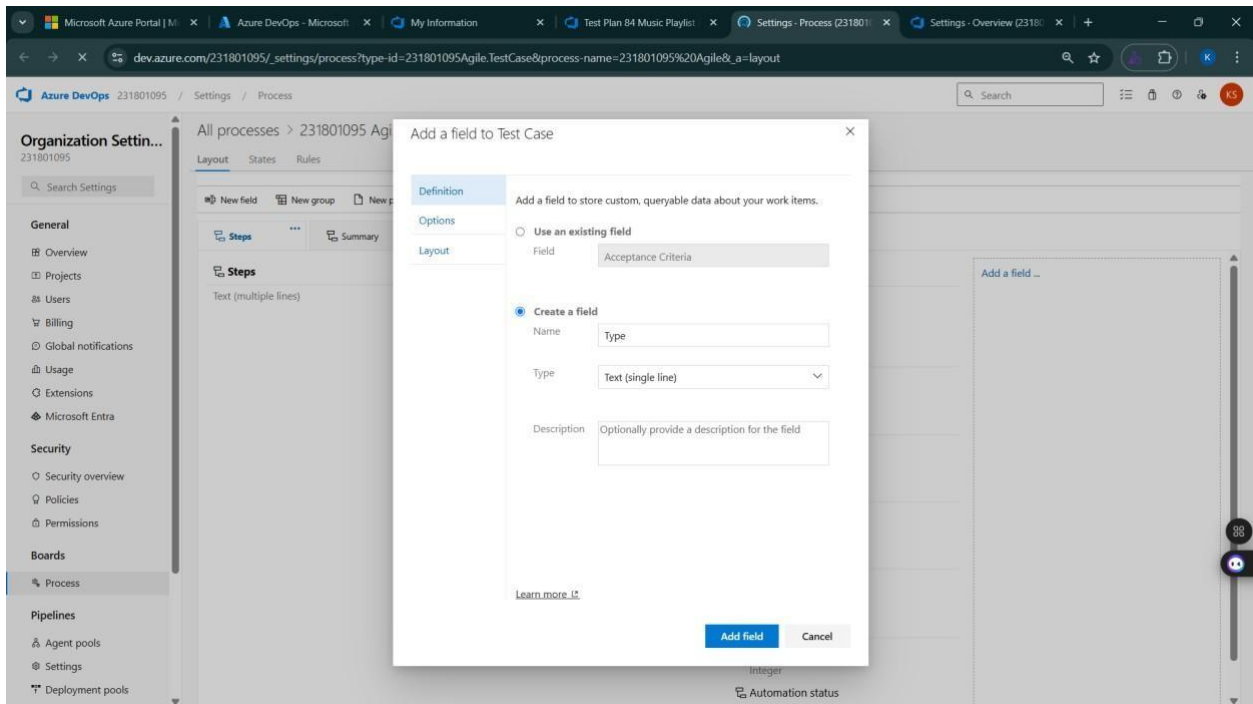 Microsoft Azure Portal | M
Azure DevOps - Microsoft
My Information
Test Plan 84 Music Playlist
Settings - Process (231801
Settings - Overview (2318
dev.azure.com/231801095/_settings/process?type-id=231801095Agile.TestCase&process-name=231801095%20Agile&_a=layout
K
Azure DevOps 231801095 / Settings / Process
Search
KS
Organization Settin...
231801095
Search Settings
General
Overview
Projects
Users
Billing
Global notifications
Usage
Extensions
Microsoft Entra
Security
Security overview
Policies
Permissions
Boards
Process
Pipelines
Agent pools
Settings
Deployment pools
All processes > 231801095 Agi
Layout States Rules
New field New group New p
Steps ... Summary
Steps
Text (multiple lines)
Add a field to Test Case
Definition
Options
Layout
Add a field to store custom, queryable data about your work items.
Use an existing field
Field Acceptance Criteria
Create a field
Name Type
Type Text (single line)
Description Optionally provide a description for the field
Learn more
Add field Cancel
Add a field ...
Integer
Automation status